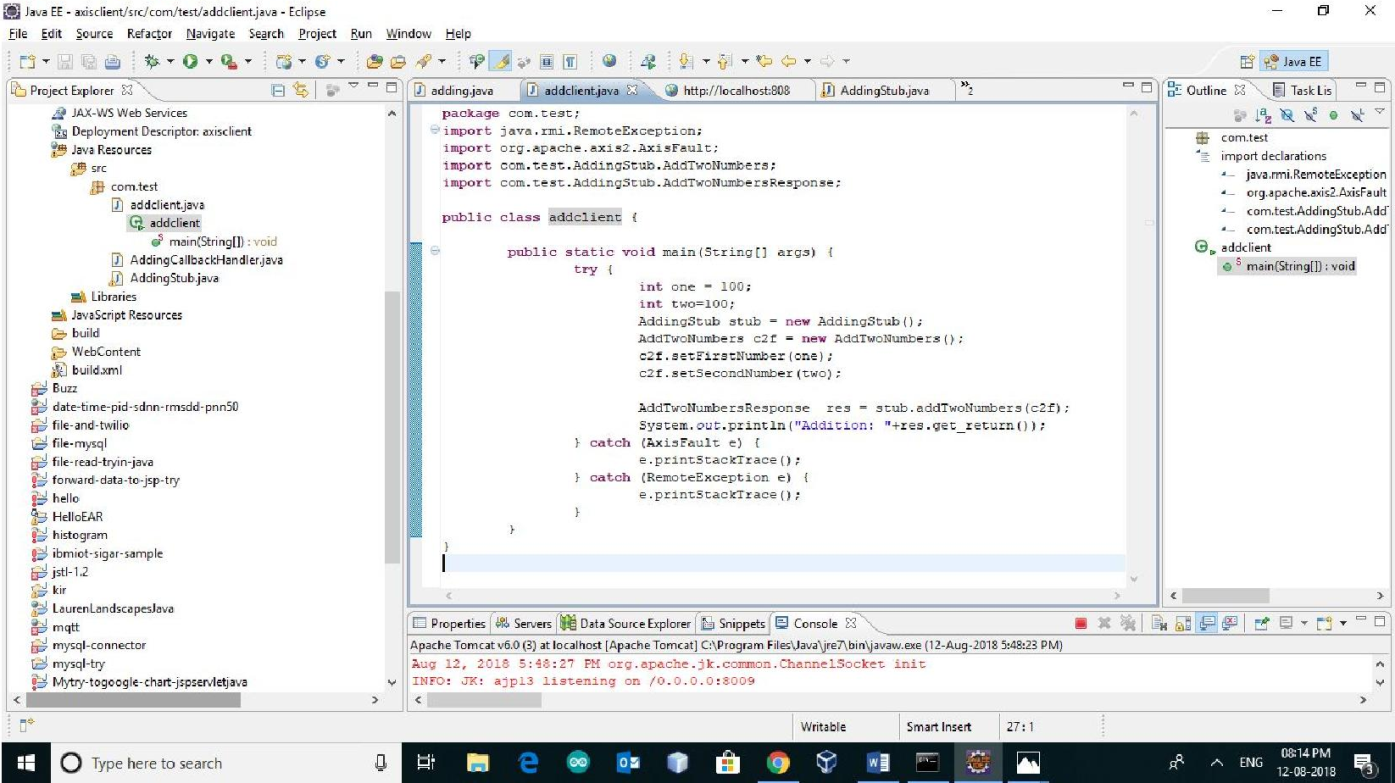 Java EE - axisclient/src/com/test/addclient.java - Eclipse
File Edit Source Refactor Navigate Search Project Run Window Help
Java EE
Project Explorer
JAX-WS Web Services
Deployment Descriptor: axisclient
Java Resources
src
com.test
addclient.java
addclient
main(String[]) : void
AddingCallbackHandler.java
AddingStub.java
Libraries
JavaScript Resources
build
WebContent
build.xml
Buzz
date-time-pid-sdnn-rmsdd-pnn50
file-and-twilio
file-mysql
file-read-tryin-java
forward-data-to-jsp-try
hello
HelloEAR
histogram
ibmiot-sigar-sample
jstl-1.2
kir
LaurenLandscapesJava
mqtt
mysql-connector
mysql-try
Mytry-togoogle-chart-jspservletjava
adding.java addclient.java http://localhost:808 AddingStub.java »2
package com.test;
import java.rmi.RemoteException;
import org.apache.axis2.AxisFault;
import com.test.AddingStub.AddTwoNumbers;
import com.test.AddingStub.AddTwoNumbersResponse;
public class addclient {
public static void main(String[] args) {
try {
int one = 100;
int two=100;
AddingStub stub = new AddingStub();
AddTwoNumbers c2f = new AddTwoNumbers();
c2f.setFirstNumber(one);
c2f.setSecondNumber(two);
AddTwoNumbersResponse res = stub.addTwoNumbers(c2f);
System.out.println("Addition: "+res.get_return());
} catch (AxisFault e) {
e.printStackTrace();
} catch (RemoteException e) {
e.printStackTrace();
}
}
}
Outline Task Lis
com.test
import declarations
java.rmi.RemoteException
org.apache.axis2.AxisFault
com.test.AddingStub.Add
com.test.AddingStub.Add
addclient
main(String[]) : void
Properties Servers Data Source Explorer Snippets Console
Apache Tomcat v6.0 (3) at localhost [Apache Tomcat] C:\Program Files\Java\jre7\bin\javaw.exe (12-Aug-2018 5:48:23 PM)
Aug 12, 2018 5:48:27 PM org.apache.jk.common.ChannelSocket init
INFO: JK: ajp13 listening on /0.0.0.0:8009
Writable Smart Insert 27 : 1
Type here to search
ENG
08:14 PM
12-08-2018
3